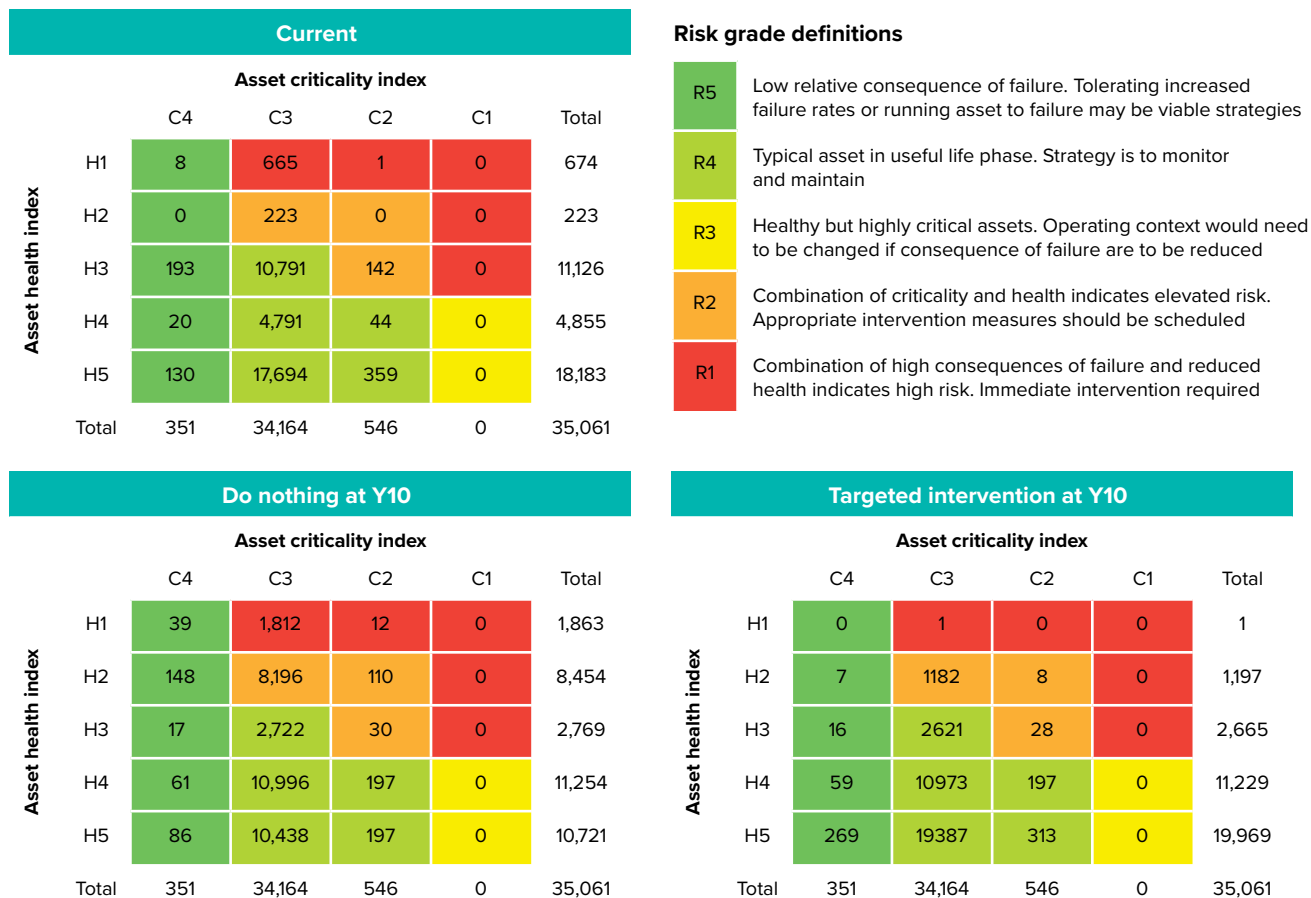 Current
Asset criticality index
C4 C3 C2 C1 Total
Asset health index
H1 8 665 1 0 674
H2 0 223 0 0 223
H3 193 10,791 142 0 11,126
H4 20 4,791 44 0 4,855
H5 130 17,694 359 0 18,183
Total 351 34,164 546 0 35,061
Risk grade definitions
R5 Low relative consequence of failure. Tolerating increased
failure rates or running asset to failure may be viable strategies
R4 Typical asset in useful life phase. Strategy is to monitor
and maintain
R3 Healthy but highly critical assets. Operating context would need
to be changed if consequence of failure are to be reduced
R2 Combination of criticality and health indicates elevated risk.
Appropriate intervention measures should be scheduled
R1 Combination of high consequences of failure and reduced
health indicates high risk. Immediate intervention required
Do nothing at Y10
Asset criticality index
C4 C3 C2 C1 Total
Asset health index
H1 39 1,812 12 0 1,863
H2 148 8,196 110 0 8,454
H3 17 2,722 30 0 2,769
H4 61 10,996 197 0 11,254
H5 86 10,438 197 0 10,721
Total 351 34,164 546 0 35,061
Targeted intervention at Y10
Asset criticality index
C4 C3 C2 C1 Total
Asset health index
H1 0 1 0 0 1
H2 7 1182 8 0 1,197
H3 16 2621 28 0 2,665
H4 59 10973 197 0 11,229
H5 269 19387 313 0 19,969
Total 351 34,164 546 0 35,061